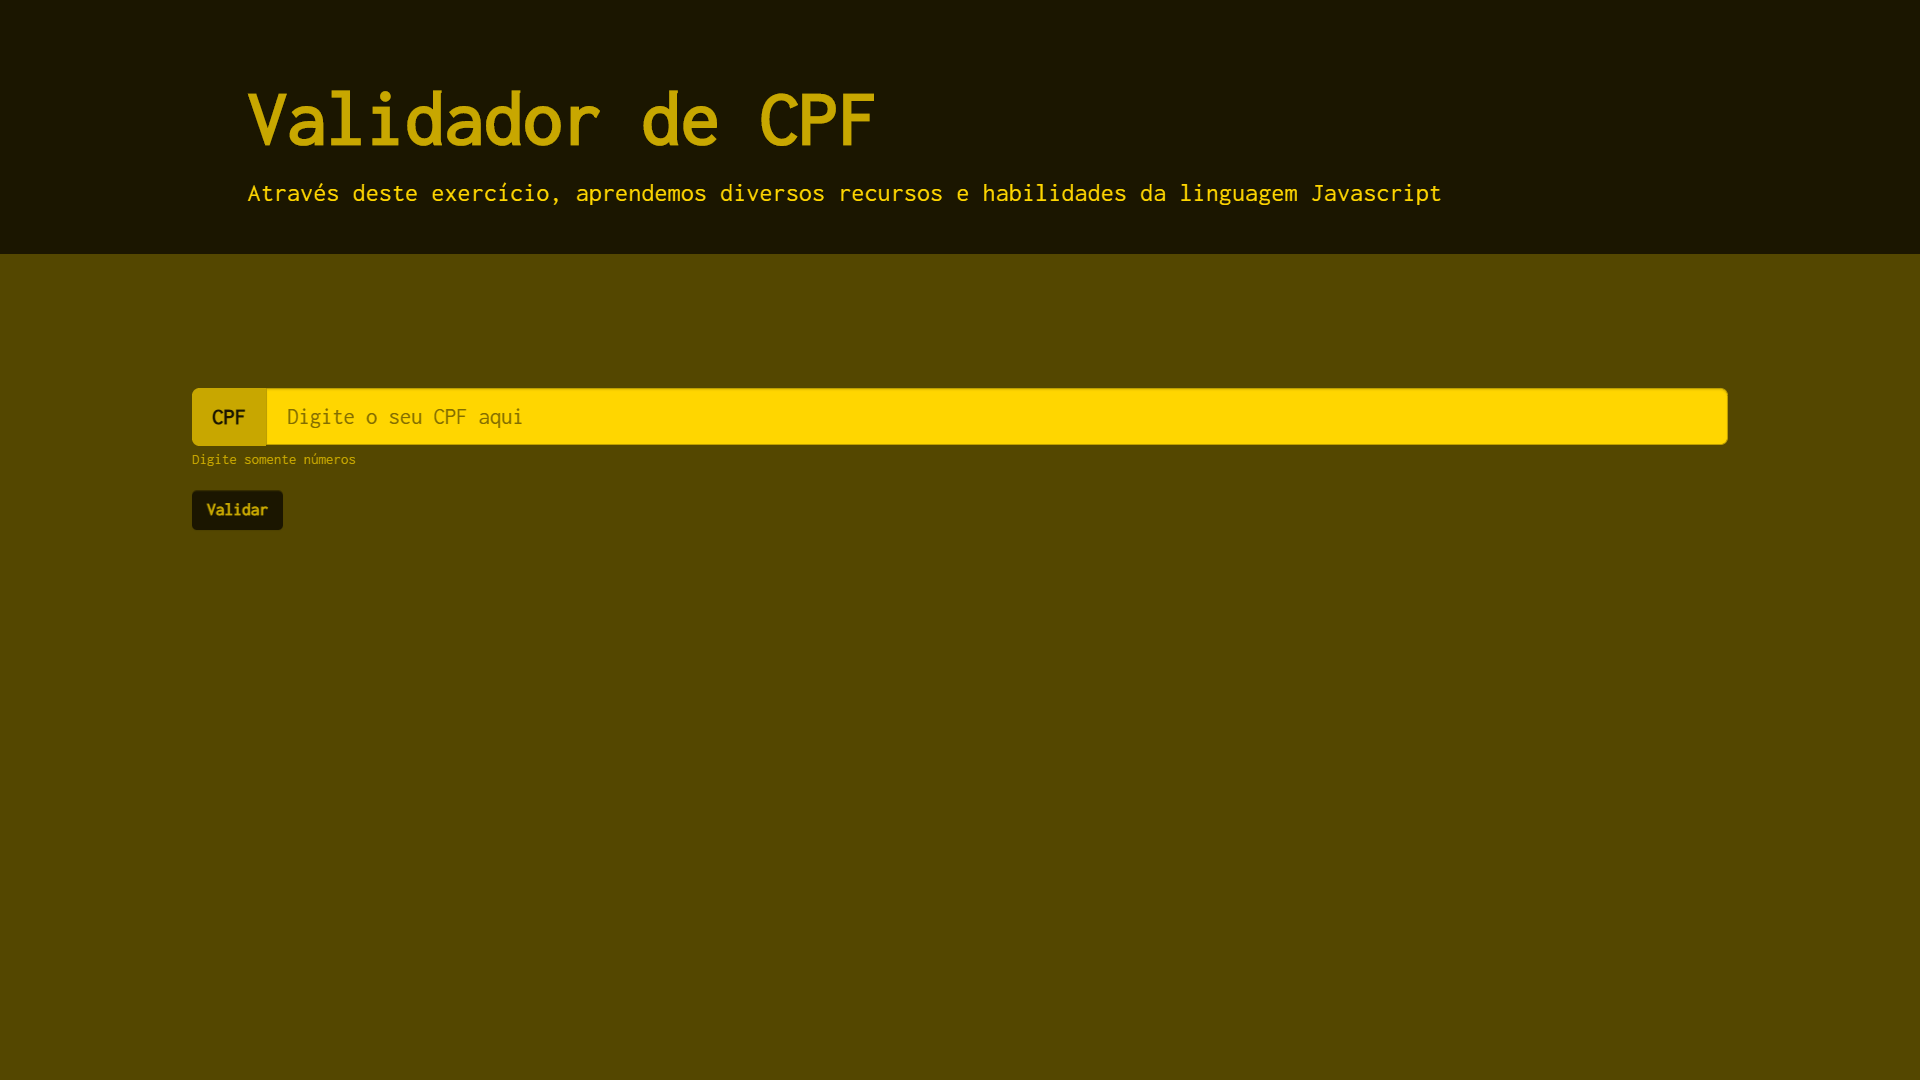 Validador de CPF
Através deste exercício, aprendemos diversos recursos e habilidades da linguagem Javascript
CPF Digite o seu CPF aqui
Digite somente números
Validar